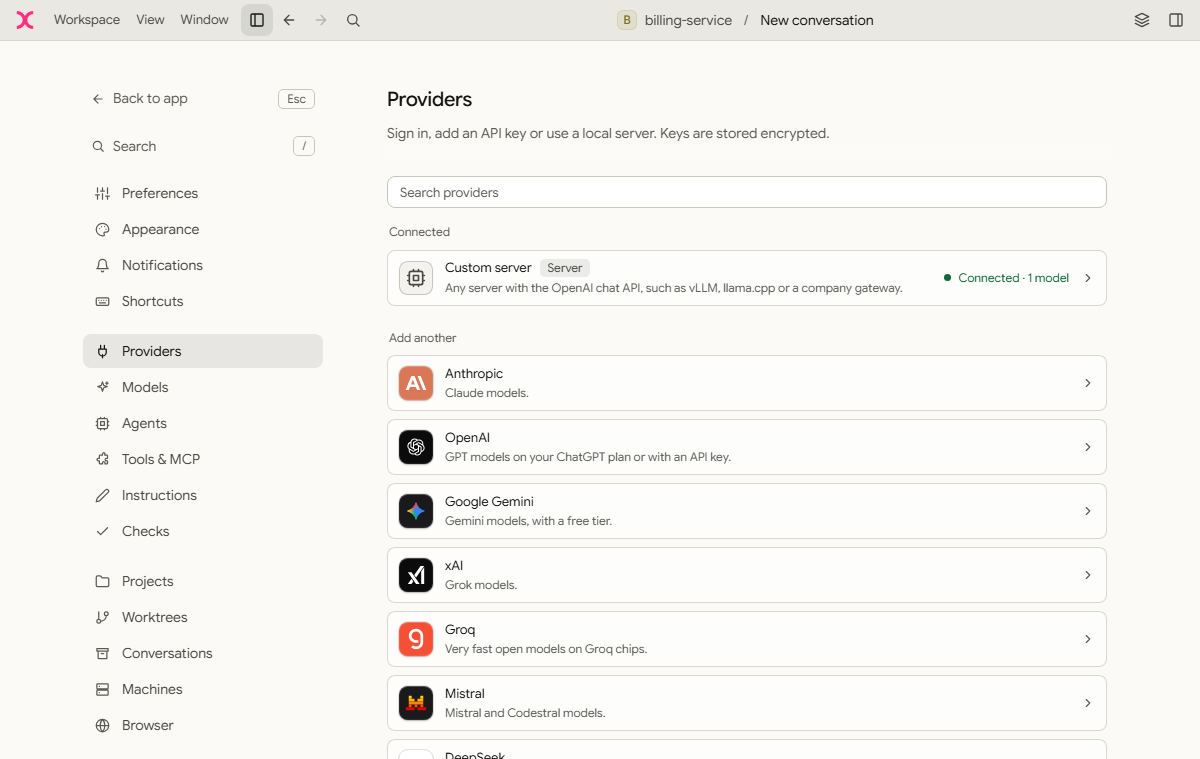 Workspace View Window
B billing-service / New conversation
Back to app Esc
Search /
Preferences
Appearance
Notifications
Shortcuts
Providers
Models
Agents
Tools & MCP
Instructions
Checks
Projects
Worktrees
Conversations
Machines
Browser
Providers
Sign in, add an API key or use a local server. Keys are stored encrypted.
Search providers
Connected
Custom server Server
Any server with the OpenAI chat API, such as vLLM, llama.cpp or a company gateway.
Connected · 1 model
Add another
Anthropic
Claude models.
OpenAI
GPT models on your ChatGPT plan or with an API key.
Google Gemini
Gemini models, with a free tier.
xAI
Grok models.
Groq
Very fast open models on Groq chips.
Mistral
Mistral and Codestral models.
DeepSeek